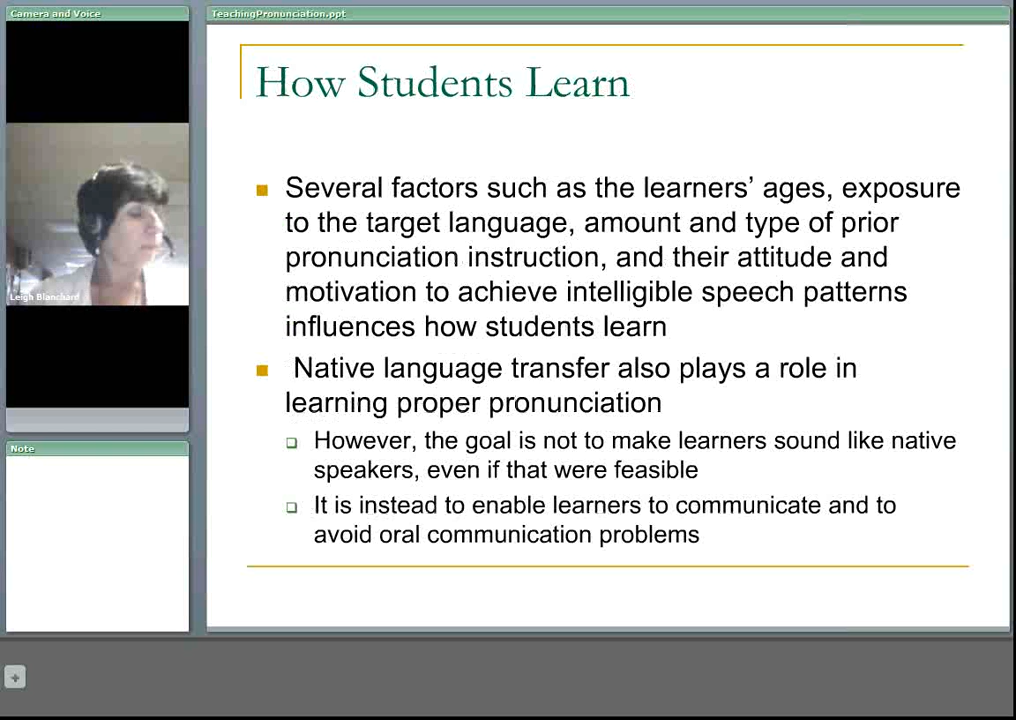 Camera and Voice
TeachingPronunciation.ppt
How Students Learn
Several factors such as the learners’ ages, exposure
to the target language, amount and type of prior
pronunciation instruction, and their attitude and
motivation to achieve intelligible speech patterns
influences how students learn
Native language transfer also plays a role in
learning proper pronunciation
However, the goal is not to make learners sound like native
speakers, even if that were feasible
It is instead to enable learners to communicate and to
avoid oral communication problems
Leigh Blanchard
Note